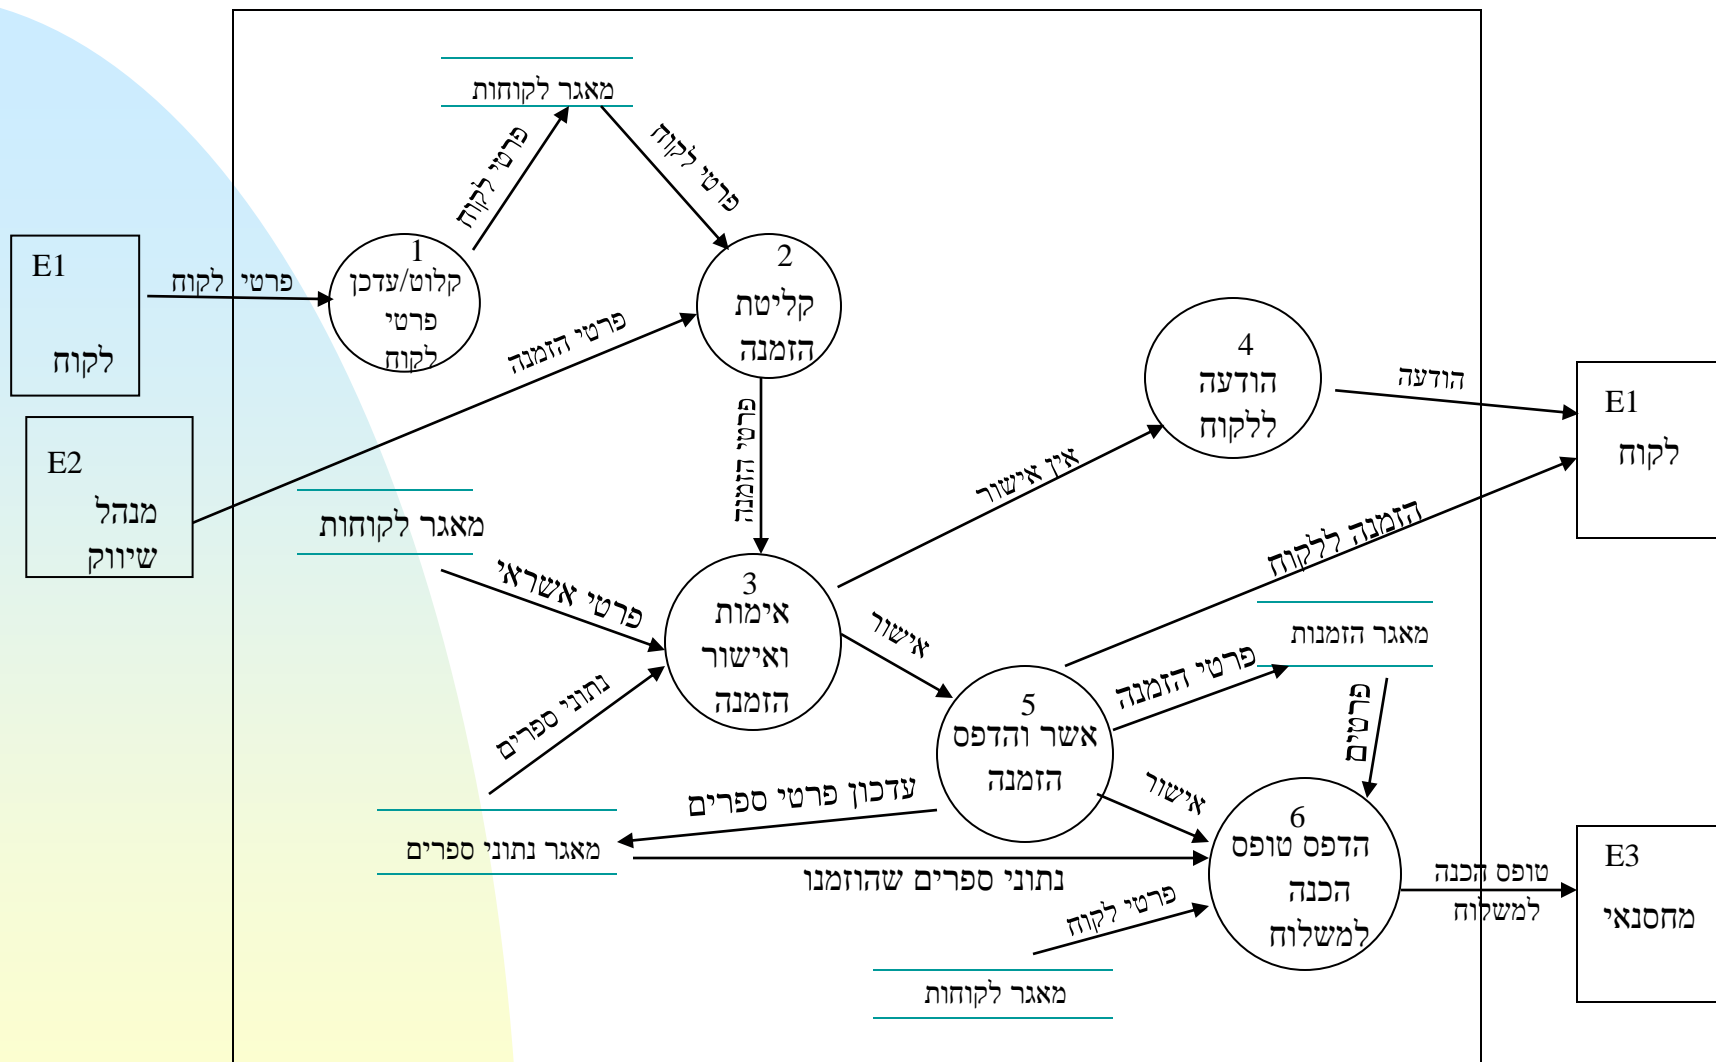 מאגר לקוחות
פרטי לקוח
פרטי לקוח
E1
לקוח
פרטי לקוח
1
קלוט/עדכן
פרטי
לקוח
2
קליטת
הזמנה
פרטי הזמנה
E2
מנהל
שיווק
פרטי הזמנה
4
הודעה
ללקוח
הודעה
E1
לקוח
אין אישור
הזמנה ללקוח
מאגר לקוחות
פרטי אשראי
3
אימות
ואישור
הזמנה
אישור
נתוני ספרים
מאגר הזמנות
פרטי הזמנה
פרטים
5
אשר והדפס
הזמנה
עדכון פרטי ספרים
אישור
מאגר נתוני ספרים
נתוני ספרים שהוזמנו
6
הדפס טופס
הכנה
למשלוח
פרטי לקוח
מאגר לקוחות
טופס הכנה
למשלוח
E3
מחסנאי